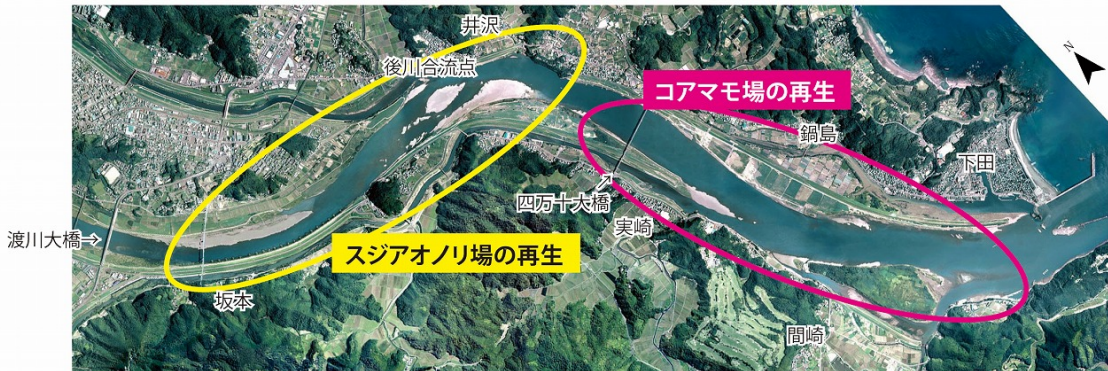 井沢
後川合流点
コアマモ場の再生
N
鍋島
下田
四万十大橋
実崎
渡川大橋→
スジアオノリ場の再生
坂本
間崎